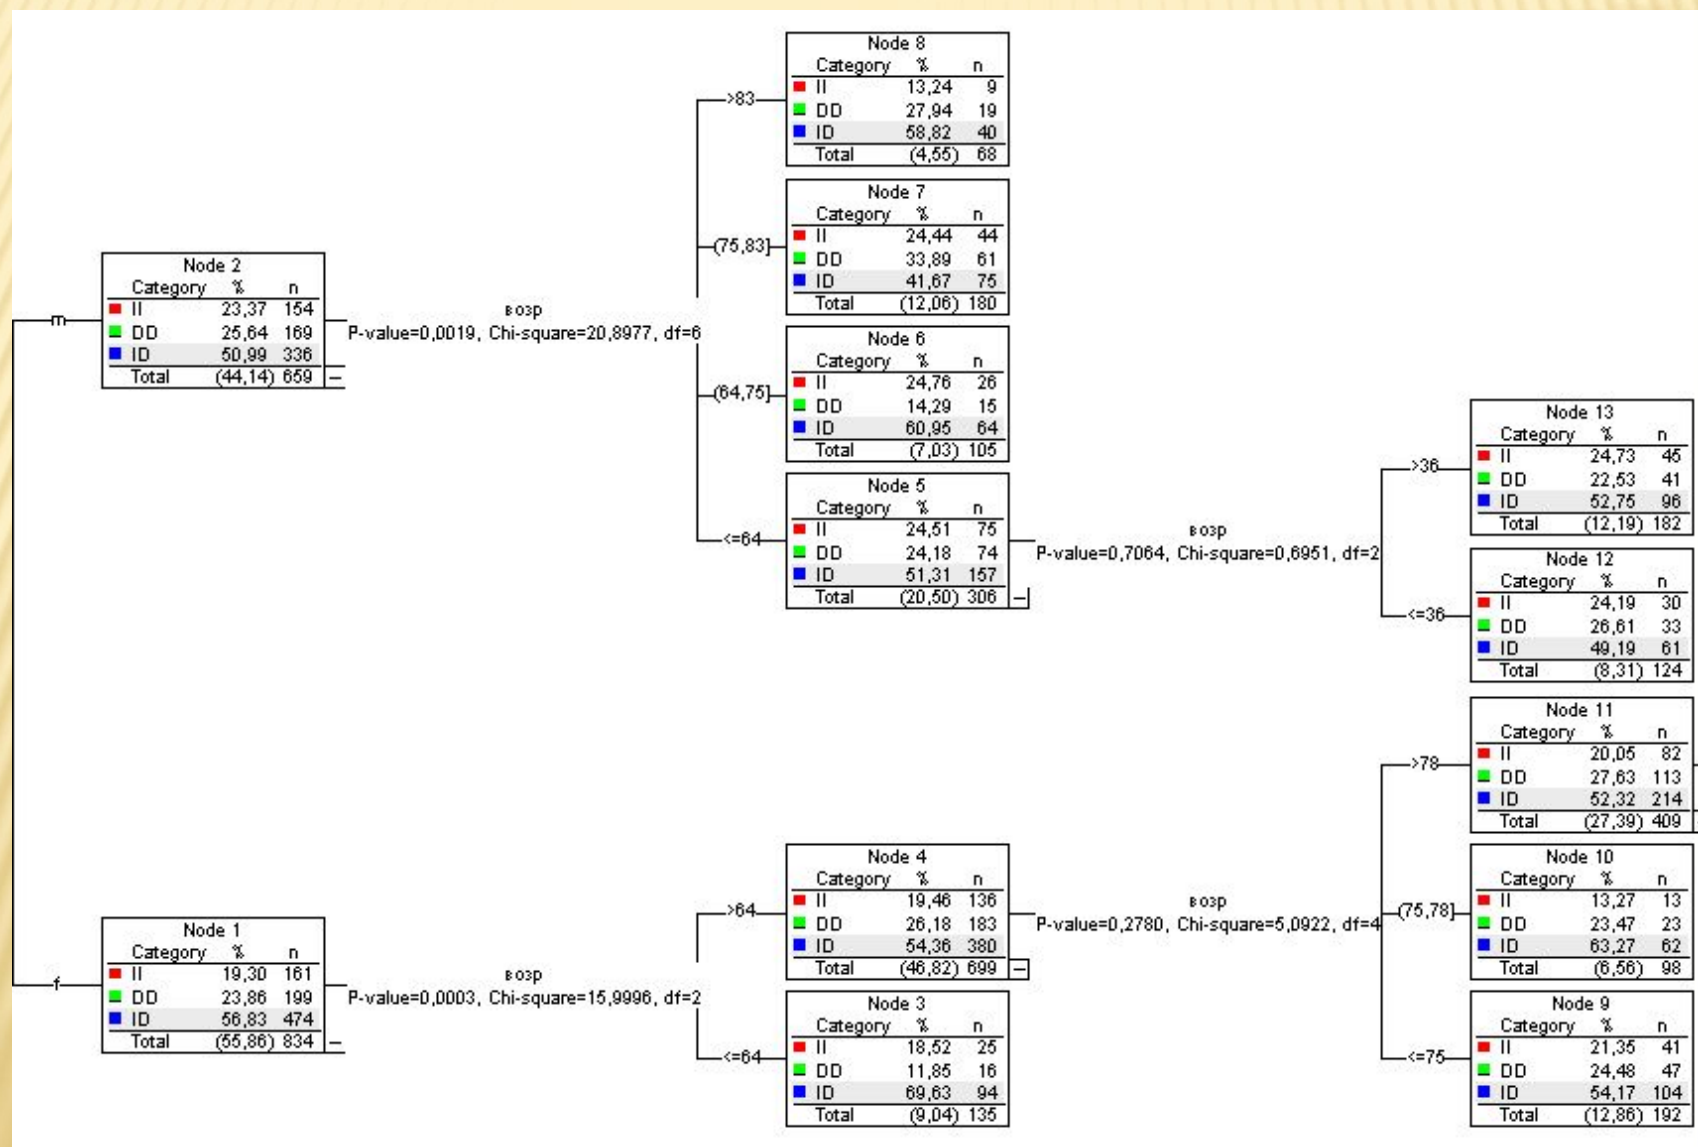 m
Node 2
Category % n
II 23,37 154
DD 25,64 169
ID 50,99 336
Total (44,14) 659
возр
P-value=0,0019, Chi-square=20,8977, df=6
>83
Node 8
Category % n
II 13,24 9
DD 27,94 19
ID 58,82 40
Total (4,55) 68
(75,83]
Node 7
Category % n
II 24,44 44
DD 33,89 61
ID 41,67 75
Total (12,06) 180
(64,75]
Node 6
Category % n
II 24,76 26
DD 14,29 15
ID 60,95 64
Total (7,03) 105
<=64
Node 5
Category % n
II 24,51 75
DD 24,18 74
ID 51,31 157
Total (20,50) 306
возр
P-value=0,7064, Chi-square=0,6951, df=2
>36
Node 13
Category % n
II 24,73 45
DD 22,53 41
ID 52,75 96
Total (12,19) 182
<=36
Node 12
Category % n
II 24,19 30
DD 26,61 33
ID 49,19 61
Total (8,31) 124
f
Node 1
Category % n
II 19,30 161
DD 23,86 199
ID 56,83 474
Total (55,86) 834
возр
P-value=0,0003, Chi-square=15,9996, df=2
>64
Node 4
Category % n
II 19,46 136
DD 26,18 183
ID 54,36 380
Total (46,82) 699
<=64
Node 3
Category % n
II 18,52 25
DD 11,85 16
ID 69,63 94
Total (9,04) 135
возр
P-value=0,2780, Chi-square=5,0922, df=4
>78
Node 11
Category % n
II 20,05 82
DD 27,63 113
ID 52,32 214
Total (27,39) 409
(75,78]
Node 10
Category % n
II 13,27 13
DD 23,47 23
ID 63,27 62
Total (6,56) 98
<=75
Node 9
Category % n
II 21,35 41
DD 24,48 47
ID 54,17 104
Total (12,86) 192